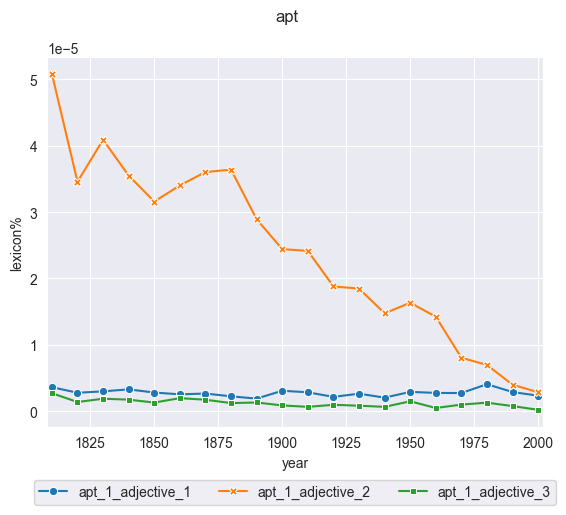 apt
1e−5
5
4
3
2
1
0
lexicon%
1825 1850 1875 1900 1925 1950 1975 2000
year
apt_1_adjective_1 apt_1_adjective_2 apt_1_adjective_3